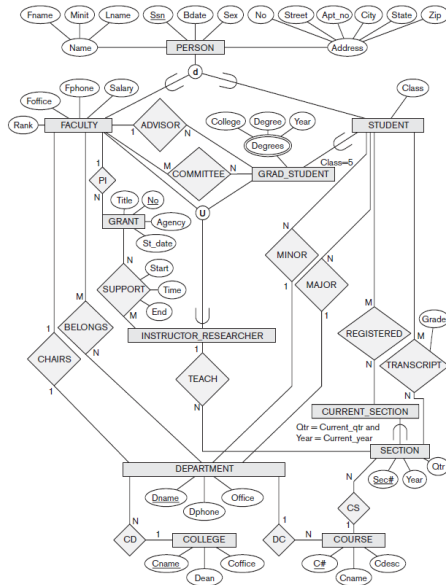 Fname Minit Lname Ssn Bdate Sex No Street Apt_no City State Zip
Name PERSON Address
d
Fphone Salary Class
Foffice College Degree Year
Rank FACULTY ADVISOR STUDENT
1 N Degrees
1 M COMMITTEE N GRAD_STUDENT
Class=5
PI
N Title No
U
GRANT Agency
St_date
N N MINOR
Start MAJOR
SUPPORT Time
End 1 1
M BELONGS M M Grade
1 INSTRUCTOR_RESEARCHER REGISTERED
CHAIRS N 1 TRANSCRIPT
1 TEACH N N
N CURRENT_SECTION
Qtr = Current_qtr and
Year = Current_year
SECTION Qtr
DEPARTMENT N Sec# Year
Dname Office
Dphone CS
N 1
CD 1 COLLEGE DC N COURSE
1
Cname Coffice C# Cdesc
Dean Cname